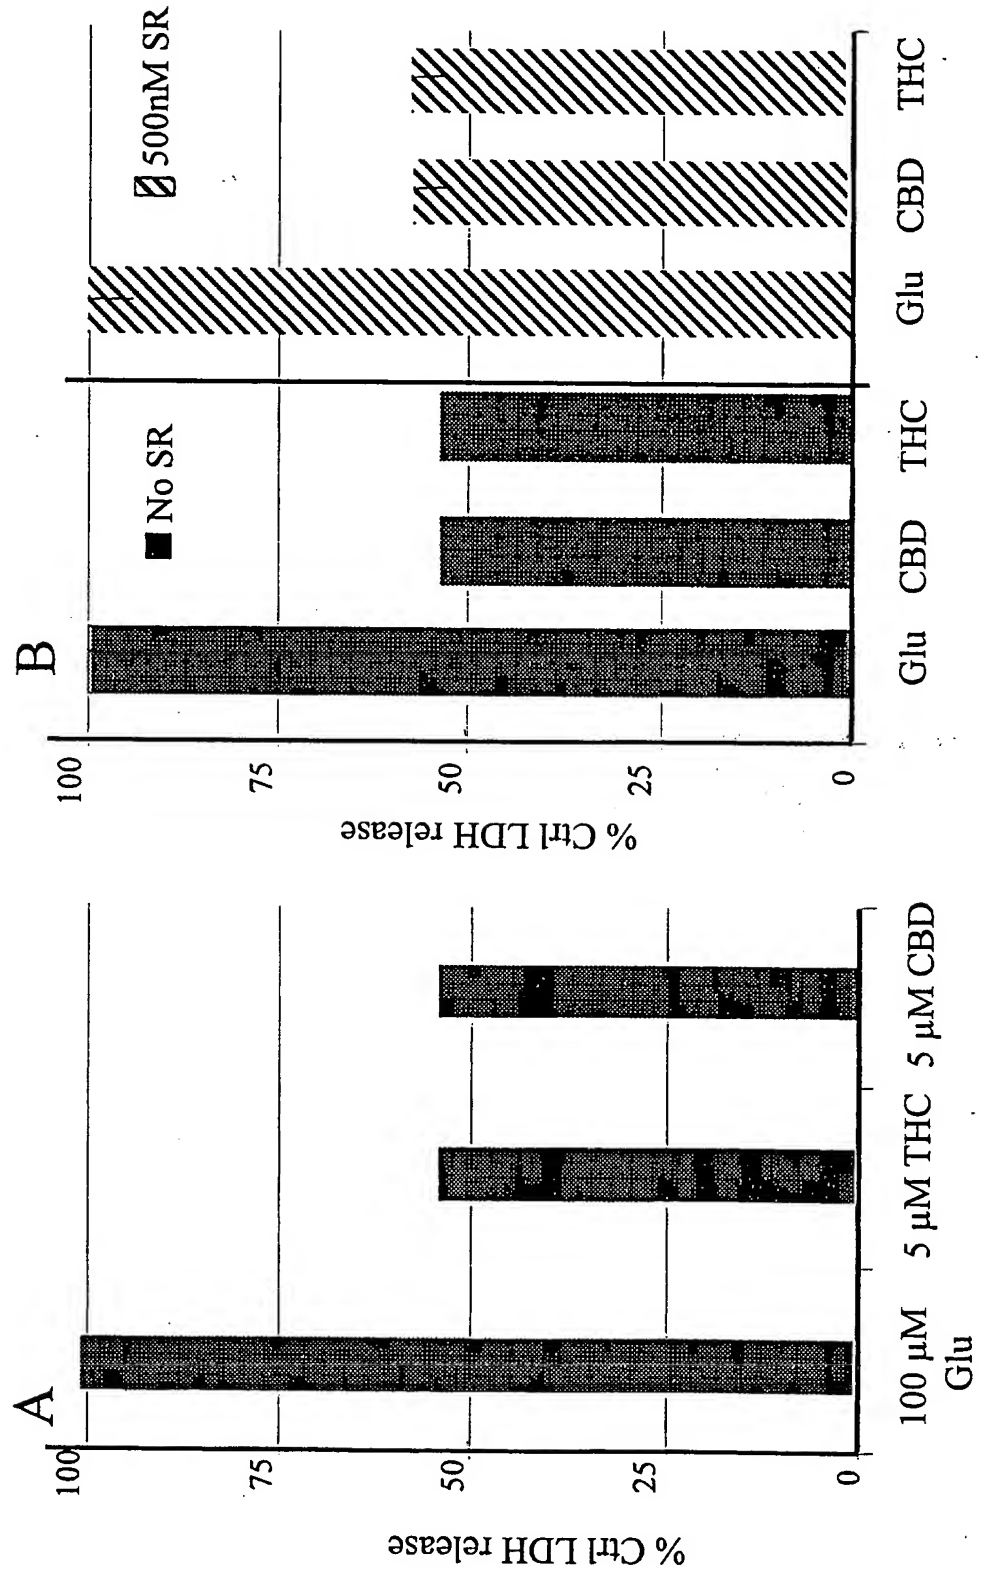 A
% Ctrl LDH release
100
75
50
25
0
100 µM
Glu
5 µM THC
5 µM CBD
B
% Ctrl LDH release
100
75
50
25
0
No SR
500nM SR
Glu
CBD
THC
Glu
CBD
THC